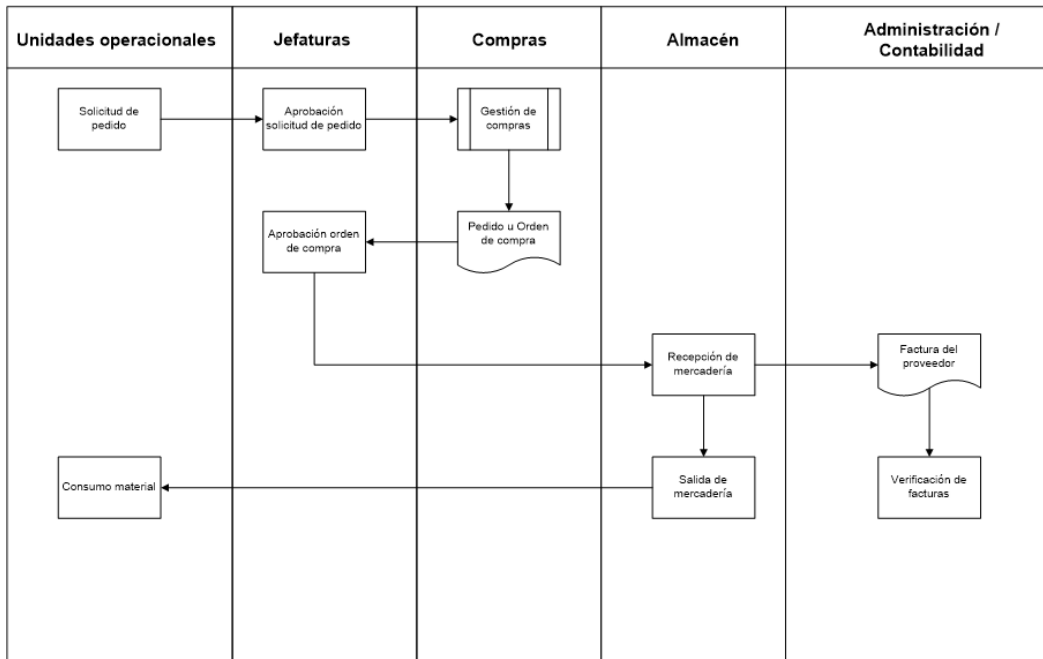 Unidades operacionales
Jefaturas
Compras
Almacén
Administración /
Contabilidad
Solicitud de
pedido
Aprobación
solicitud de pedido
Gestión de
compras
Aprobación orden
de compra
Pedido u Orden
de compra
Recepción de
mercadería
Factura del
proveedor
Consumo material
Salida de
mercadería
Verificación de
facturas